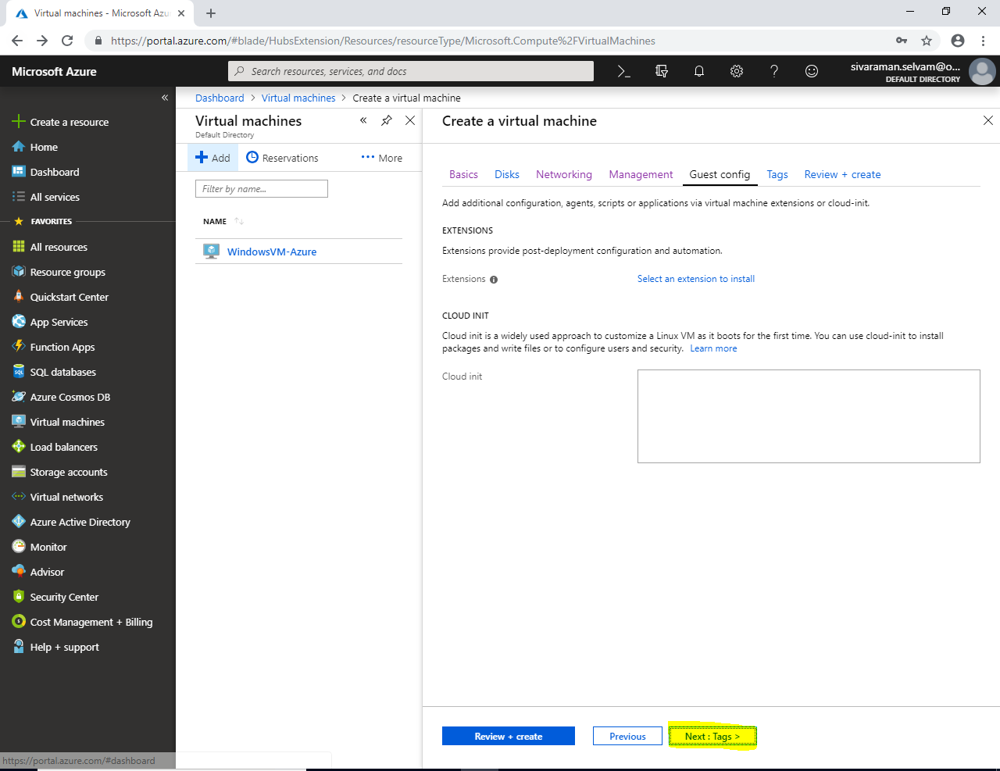 Virtual machines - Microsoft Azu
https://portal.azure.com/#blade/HubsExtension/Resources/resourceType/Microsoft.Compute%2FVirtualMachines
Microsoft Azure
Search resources, services, and docs
sivaraman.selvam@o...
DEFAULT DIRECTORY
Create a resource
Home
Dashboard
All services
FAVORITES
All resources
Resource groups
Quickstart Center
App Services
Function Apps
SQL databases
Azure Cosmos DB
Virtual machines
Load balancers
Storage accounts
Virtual networks
Azure Active Directory
Monitor
Advisor
Security Center
Cost Management + Billing
Help + support
https://portal.azure.com/#dashboard
Dashboard > Virtual machines > Create a virtual machine
Virtual machines
Default Directory
Add Reservations ••• More
Filter by name...
NAME
WindowsVM-Azure
Create a virtual machine
Basics Disks Networking Management Guest config Tags Review + create
Add additional configuration, agents, scripts or applications via virtual machine extensions or cloud-init.
EXTENSIONS
Extensions provide post-deployment configuration and automation.
Extensions Select an extension to install
CLOUD INIT
Cloud init is a widely used approach to customize a Linux VM as it boots for the first time. You can use cloud-init to install
packages and write files or to configure users and security. Learn more
Cloud init
Review + create Previous Next : Tags >